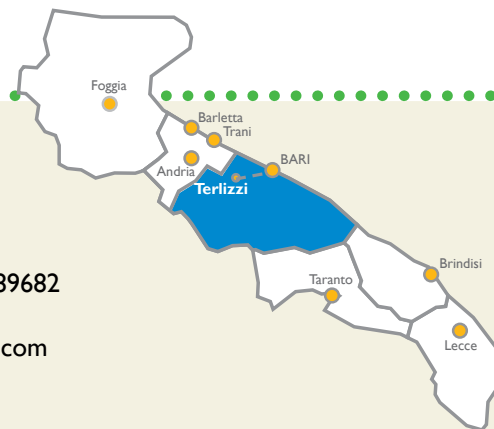 Foggia
Barletta
Trani
Andria
BARI
Terlizzi
39682
Brindisi
Taranto
.com
Lecce